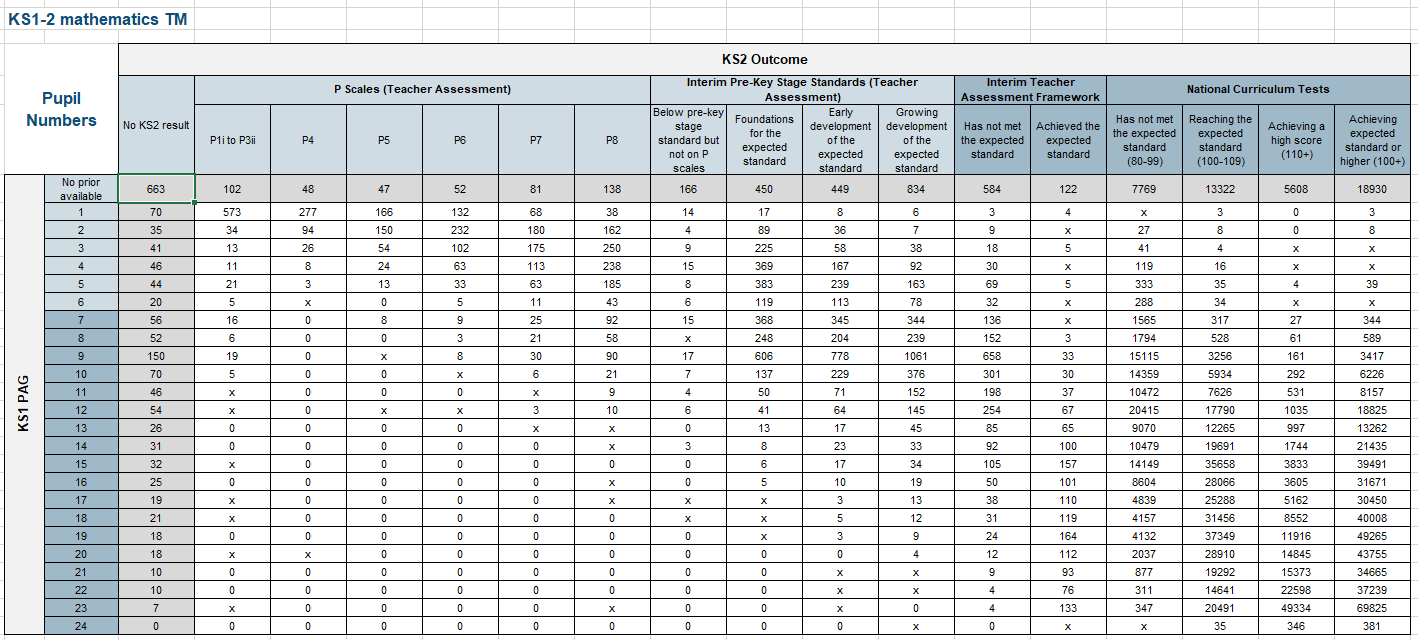 KS1-2 mathematics TM
Pupil Numbers
KS2 Outcome
No KS2 result
P Scales (Teacher Assessment)
Interim Pre-Key Stage Standards (Teacher Assessment)
Interim Teacher Assessment Framework
National Curriculum Tests
P1i to P3ii
P4
P5
P6
P7
P8
Below pre-key stage standard but not on P scales
Foundations for the expected standard
Early development of the expected standard
Growing development of the expected standard
Has not met the expected standard
Achieved the expected standard
Has not met the expected standard (80-99)
Reaching the expected standard (100-109)
Achieving a high score (110+)
Achieving expected standard or higher (100+)
KS1 PAG
No prior available 663 102 48 47 52 81 138 166 450 449 834 584 122 7769 13322 5608 18930
1 70 573 277 166 132 68 38 14 17 8 6 3 4 x 3 0 3
2 35 34 94 150 232 180 162 4 89 36 7 9 x 27 8 0 8
3 41 13 26 54 102 175 250 9 225 58 38 18 5 41 4 x x
4 46 11 8 24 63 113 238 15 369 167 92 30 x 119 16 x x
5 44 21 3 13 33 63 185 8 383 239 163 69 5 333 35 4 39
6 20 5 x 0 5 11 43 6 119 113 78 32 x 288 34 x x
7 56 16 0 8 9 25 92 15 368 345 344 136 x 1565 317 27 344
8 52 6 0 0 3 21 58 x 248 204 239 152 3 1794 528 61 589
9 150 19 0 x 8 30 90 17 606 778 1061 658 33 15115 3256 161 3417
10 70 5 0 0 x 6 21 7 137 229 376 301 30 14359 5934 292 6226
11 46 x 0 0 0 x 9 4 50 71 152 198 37 10472 7626 531 8157
12 54 x 0 x x 3 10 6 41 64 145 254 67 20415 17790 1035 18825
13 26 0 0 0 0 x x 0 13 17 45 85 65 9070 12265 997 13262
14 31 0 0 0 0 0 x 3 8 23 33 92 100 10479 19691 1744 21435
15 32 x 0 0 0 0 0 0 6 17 34 105 157 14149 35658 3833 39491
16 25 0 0 0 0 0 x 0 5 10 19 50 101 8604 28066 3605 31671
17 19 x 0 0 0 0 x x x 3 13 38 110 4839 25288 5162 30450
18 21 x 0 0 0 0 0 x x 5 12 31 119 4157 31456 8552 40008
19 18 0 0 0 0 0 0 0 x 3 9 24 164 4132 37349 11916 49265
20 18 x x 0 0 0 0 0 0 0 4 12 112 2037 28910 14845 43755
21 10 0 0 0 0 0 0 0 0 x x 9 93 877 19292 15373 34665
22 10 0 0 0 0 0 0 0 0 x 0 4 76 311 14641 22598 37239
23 7 x 0 0 0 0 x 0 0 x 0 4 133 347 20491 49334 69825
24 0 0 0 0 0 0 0 0 0 0 x 0 x x 35 346 381